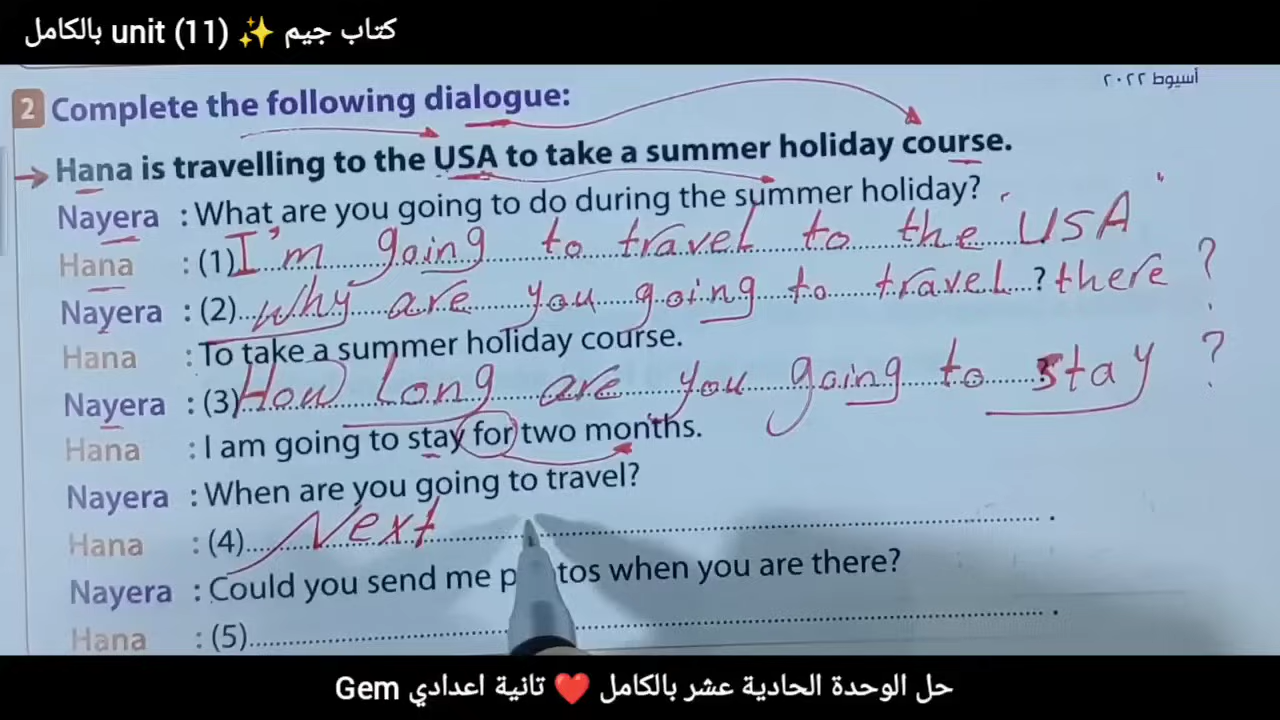 كتاب جيم ✨ unit (11) بالكامل
أسيوط ٢٠٢٢
2 Complete the following dialogue:
Hana is travelling to the USA to take a summer holiday course.
Nayera : What are you going to do during the summer holiday?
Hana : (1) I'm going to travel to the USA
Nayera : (2) Why are you going to travel ? there ?
Hana : To take a summer holiday course.
Nayera : (3) How Long are you going to stay ?
Hana : I am going to stay for two months.
Nayera : When are you going to travel?
Hana : (4) Next .
Nayera : Could you send me when you are there?
Hana : (5) .
حل الوحدة الحادية عشر بالكامل ❤️ تانية اعدادي Gem